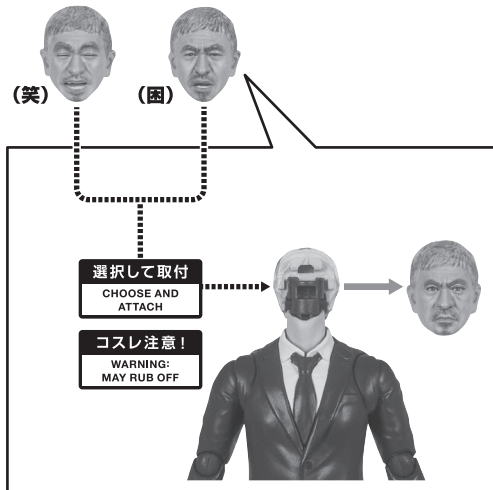 (笑)
(困)
選択して取付
CHOOSE AND
ATTACH
コスレ注意!
WARNING:
MAY RUB OFF